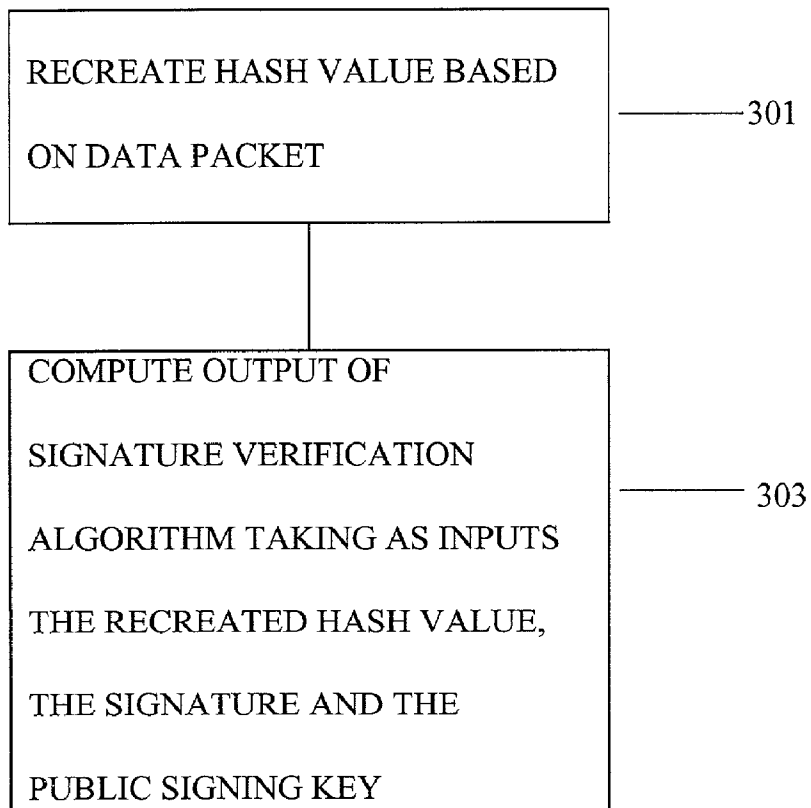 RECREATE HASH VALUE BASED
ON DATA PACKET
301
COMPUTE OUTPUT OF
SIGNATURE VERIFICATION
ALGORITHM TAKING AS INPUTS
THE RECREATED HASH VALUE,
THE SIGNATURE AND THE
PUBLIC SIGNING KEY
303